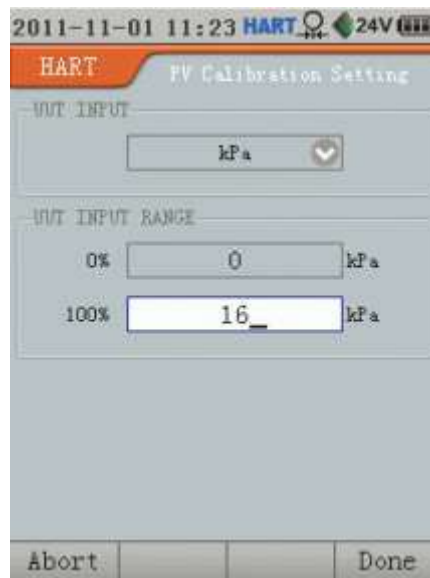 2011-11-01 11:23 HART 24V
HART PV Calibration Setting
UUT INPUT
kPa
UUT INPUT RANGE
0% 0 kPa
100% 16_ kPa
Abort Done